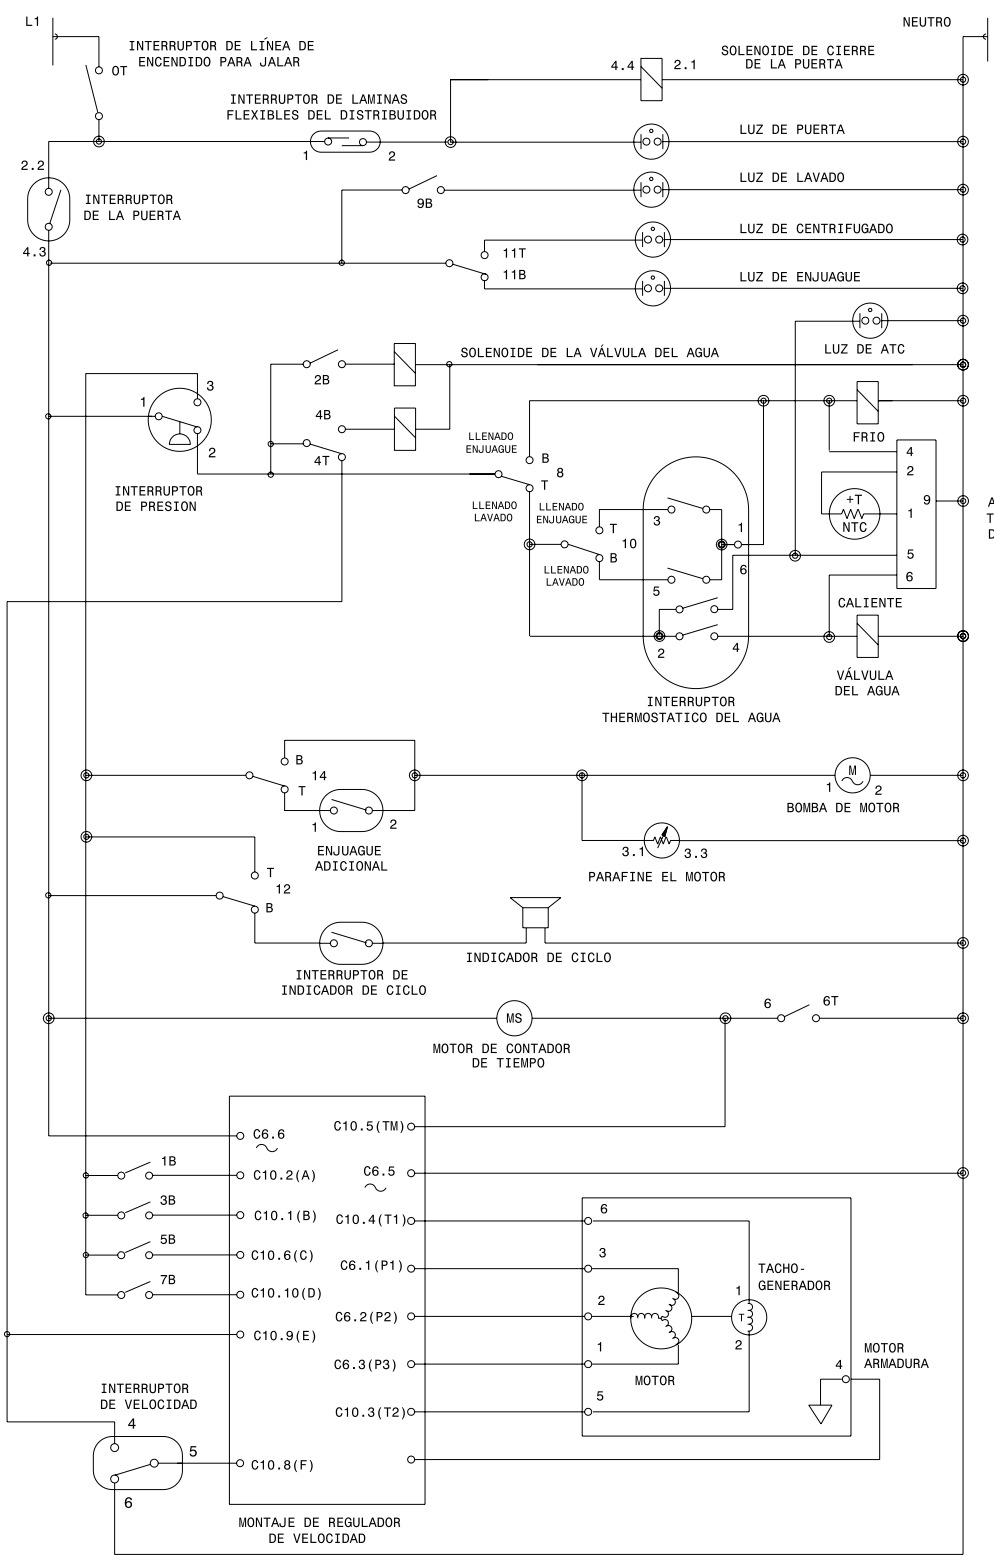 L1
NEUTRO
INTERRUPTOR DE LÍNEA DE
ENCENDIDO PARA JALAR
0T
SOLENOIDE DE CIERRE
DE LA PUERTA
4.4
2.1
INTERRUPTOR DE LAMINAS
FLEXIBLES DEL DISTRIBUIDOR
1
2
LUZ DE PUERTA
2.2
INTERRUPTOR
DE LA PUERTA
4.3
9B
LUZ DE LAVADO
LUZ DE CENTRIFUGADO
11T
11B
LUZ DE ENJUAGUE
LUZ DE ATC
SOLENOIDE DE LA VÁLVULA DEL AGUA
2B
4B
4T
1
3
2
INTERRUPTOR
DE PRESION
FRIO
LLENADO
ENJUAGUE
B
8
T
LLENADO
LAVADO
LLENADO
ENJUAGUE
T
10
B
LLENADO
LAVADO
3
1
5
6
2
4
4
2
+T
NTC
1
9
5
6
A
T
D
CALIENTE
VÁLVULA
DEL AGUA
INTERRUPTOR
THERMOSTATICO DEL AGUA
B
14
T
1
2
ENJUAGUE
ADICIONAL
M
1
2
BOMBA DE MOTOR
3.1
3.3
PARAFINE EL MOTOR
T
12
B
INTERRUPTOR DE
INDICADOR DE CICLO
INDICADOR DE CICLO
MS
MOTOR DE CONTADOR
DE TIEMPO
6
6T
C6.6
C10.5(TM)
1B
C10.2(A)
C6.5
3B
C10.1(B)
C10.4(T1)
6
5B
C10.6(C)
C6.1(P1)
3
7B
C10.10(D)
C6.2(P2)
2
C10.9(E)
C6.3(P3)
1
C10.3(T2)
5
TACHO-
GENERADOR
1
T
2
MOTOR
MOTOR
ARMADURA
4
INTERRUPTOR
DE VELOCIDAD
4
5
6
C10.8(F)
MONTAJE DE REGULADOR
DE VELOCIDAD